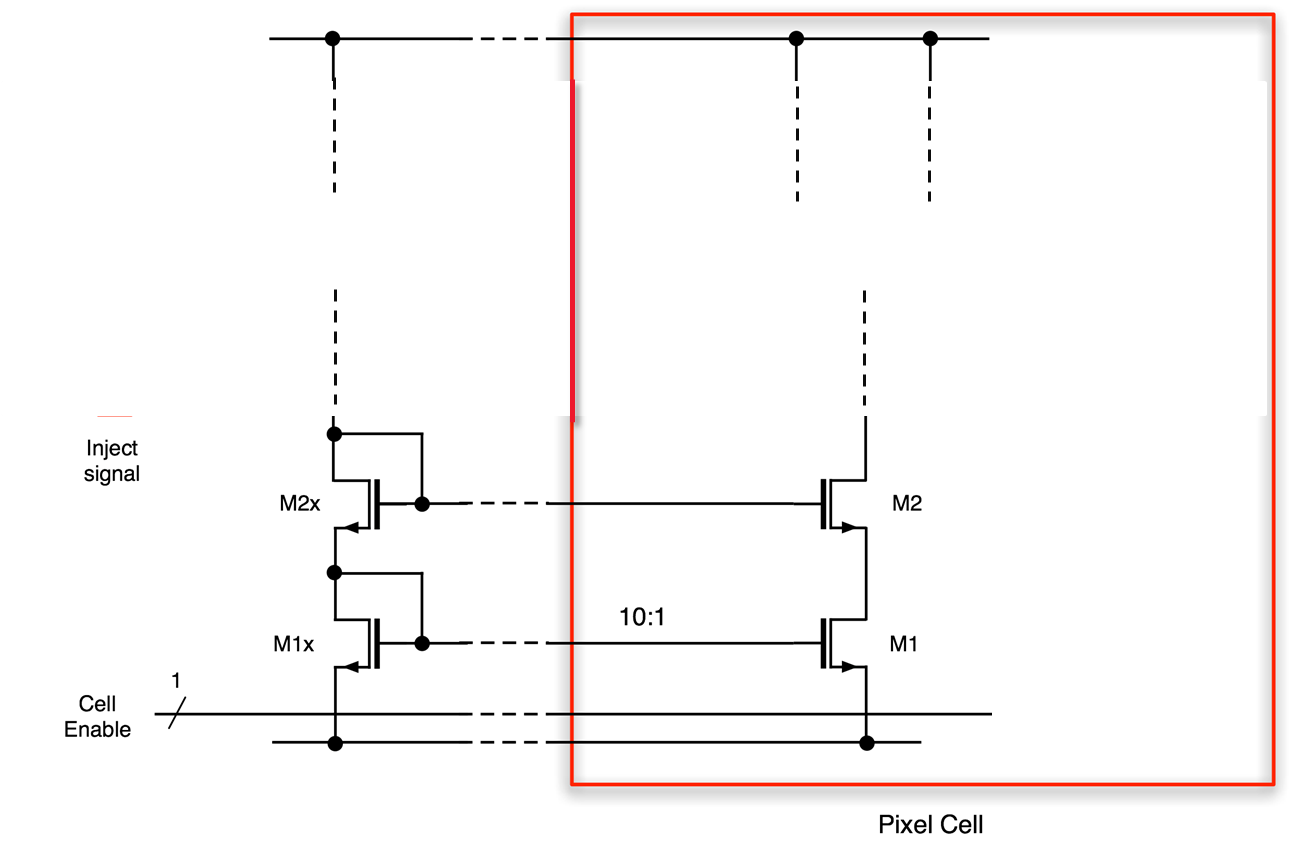 Inject
signal
M2x
M2
10:1
M1x
M1
1
Cell
Enable
Pixel Cell